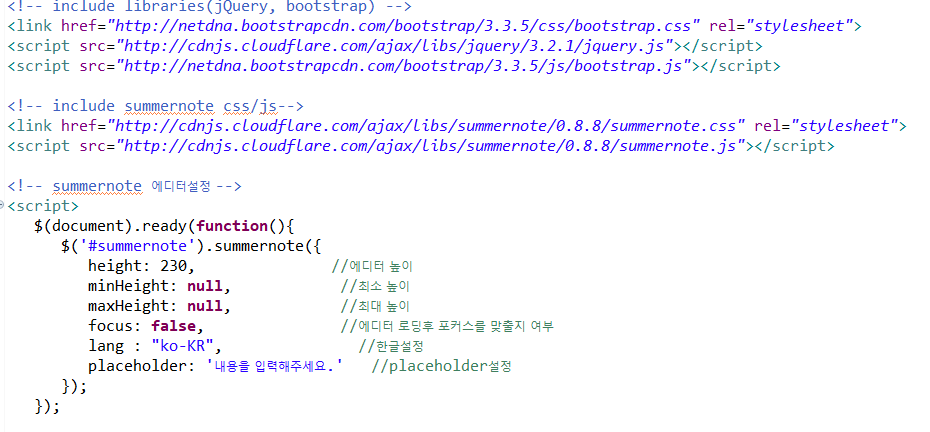 <!-- include libraries(jQuery, bootstrap) -->
<link href="http://netdna.bootstrapcdn.com/bootstrap/3.3.5/css/bootstrap.css" rel="stylesheet">
<script src="http://cdnjs.cloudflare.com/ajax/libs/jquery/3.2.1/jquery.js"></script>
<script src="http://netdna.bootstrapcdn.com/bootstrap/3.3.5/js/bootstrap.js"></script>
<!-- include summernote css/js-->
<link href="http://cdnjs.cloudflare.com/ajax/libs/summernote/0.8.8/summernote.css" rel="stylesheet">
<script src="http://cdnjs.cloudflare.com/ajax/libs/summernote/0.8.8/summernote.js"></script>
<!-- summernote 에디터설정 -->
<script>
$(document).ready(function(){
$('#summernote').summernote({
height: 230, //에디터 높이
minHeight: null, //최소 높이
maxHeight: null, //최대 높이
focus: false, //에디터 로딩후 포커스를 맞출지 여부
lang : "ko-KR", //한글설정
placeholder: '내용을 입력해주세요.' //placeholder설정
});
});